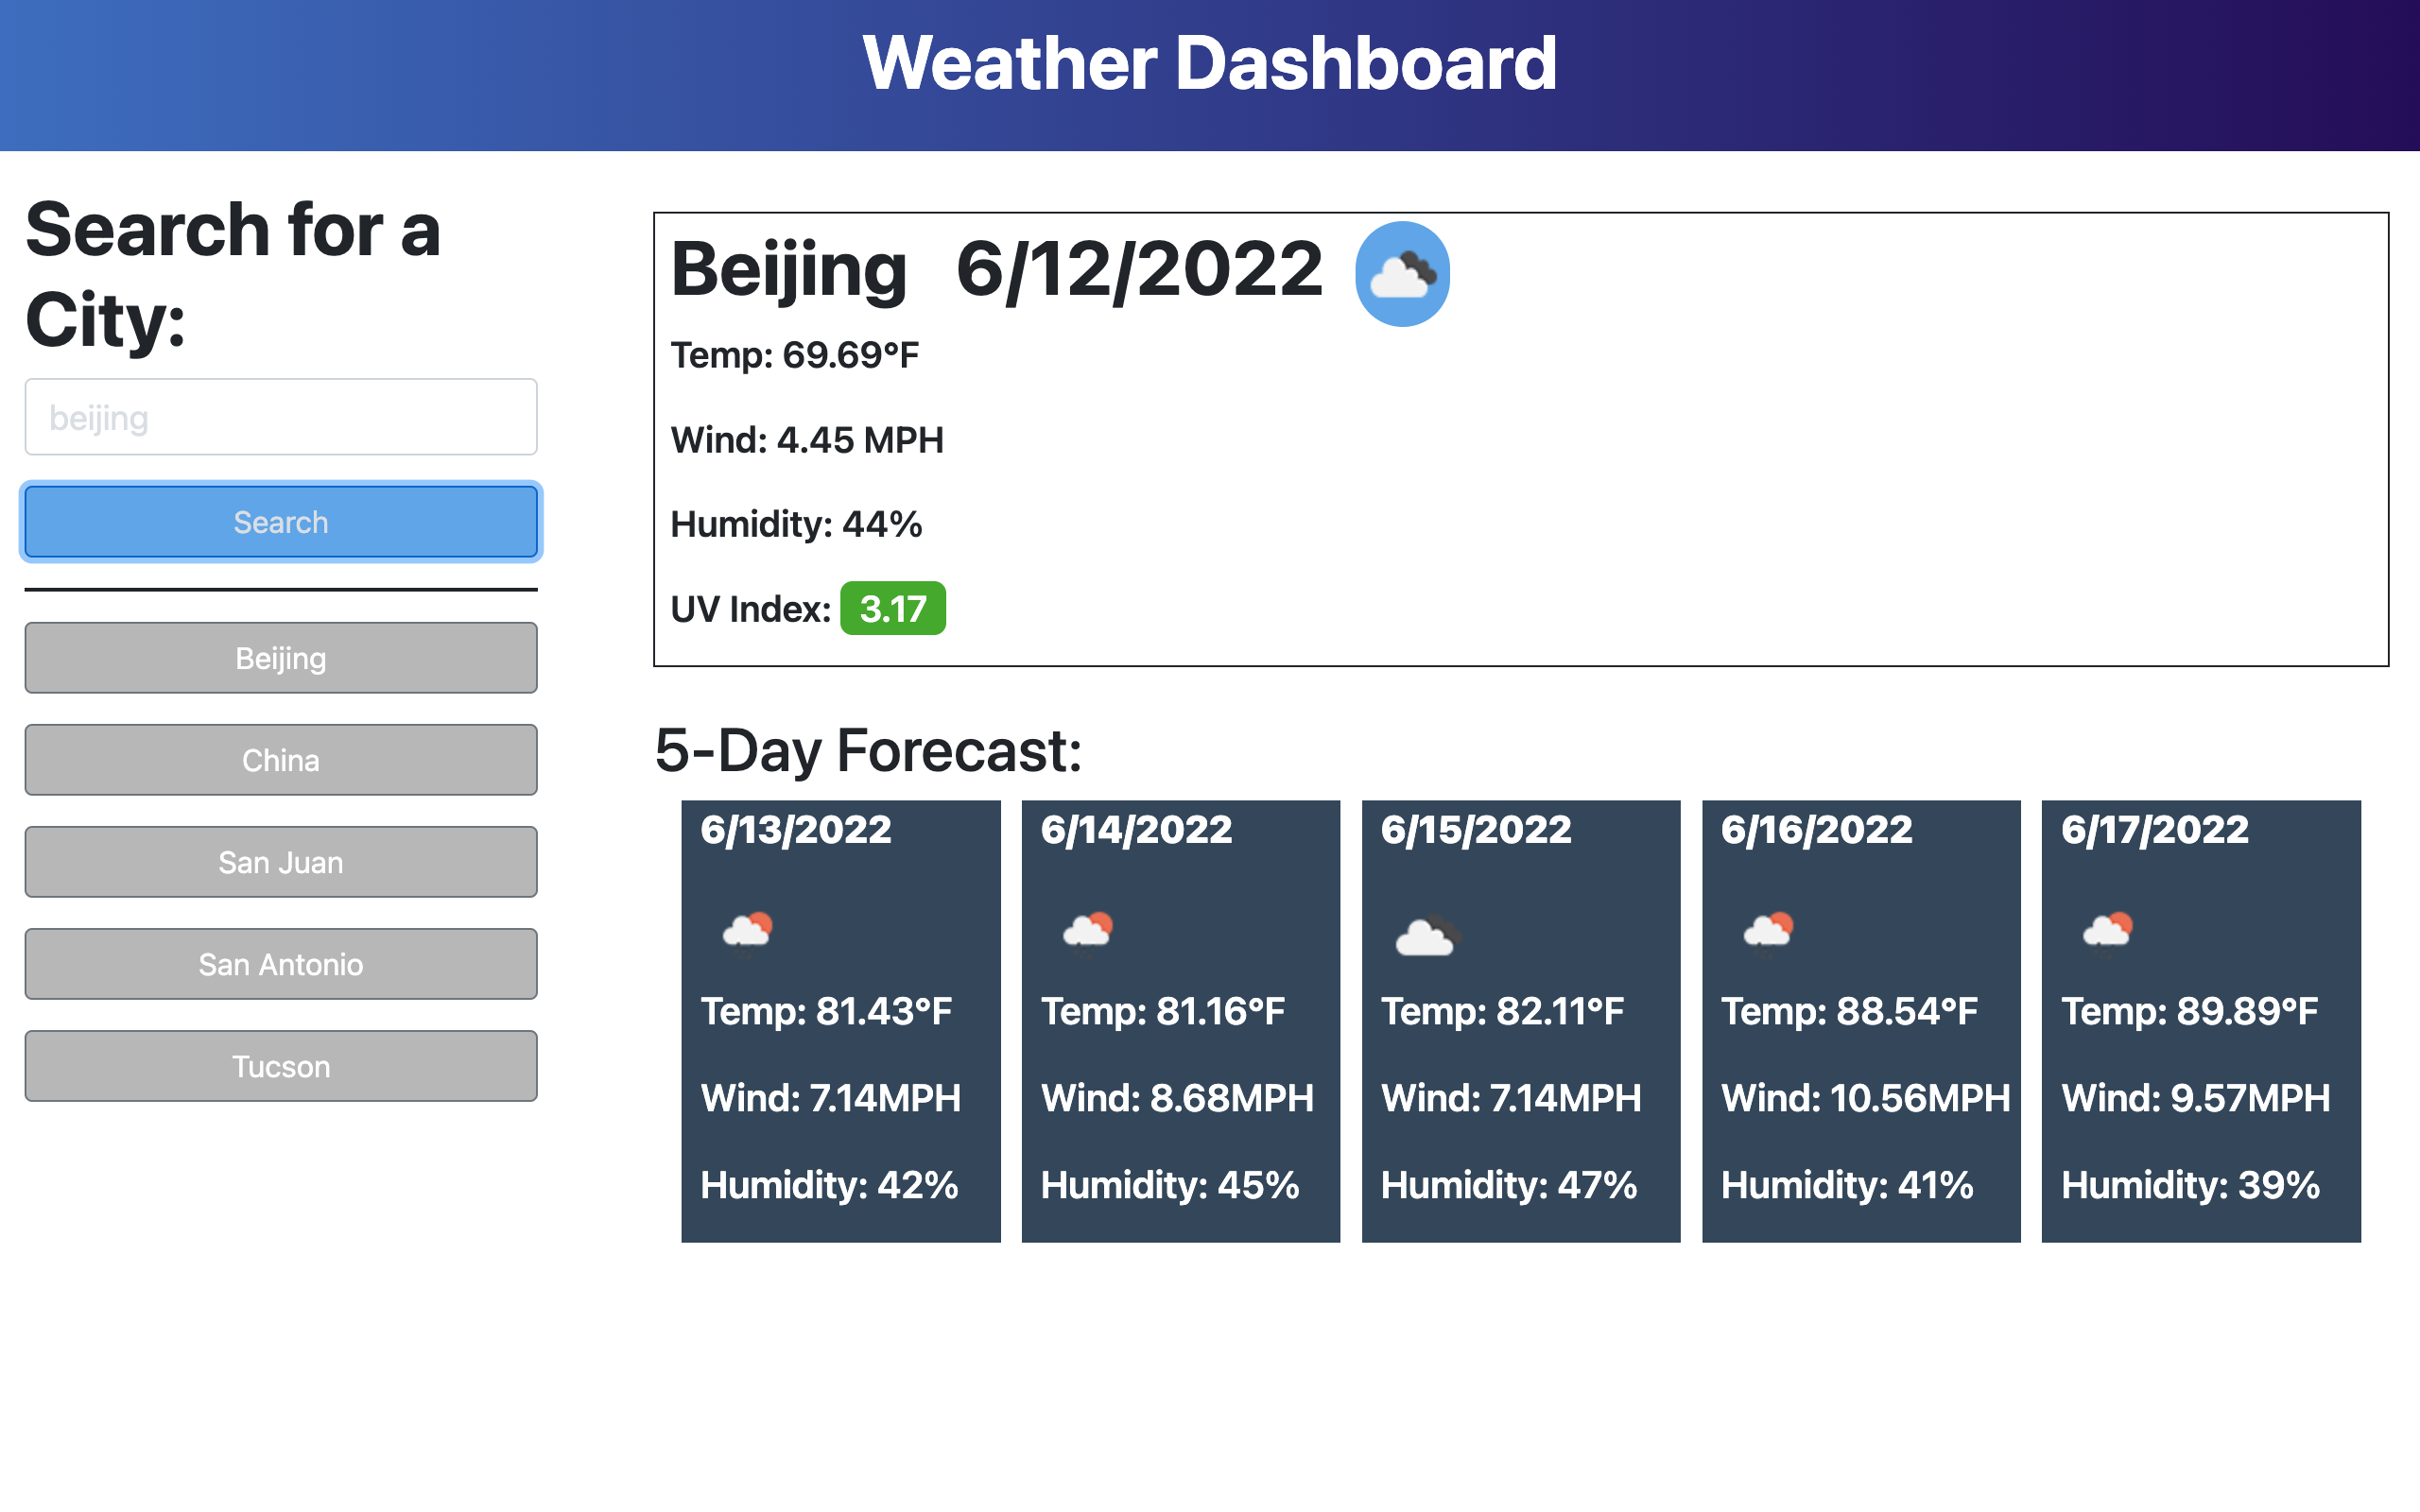 Weather Dashboard
Search for a
City:
beijing
Search
Beijing
China
San Juan
San Antonio
Tucson
Beijing 6/12/2022
Temp: 69.69°F
Wind: 4.45 MPH
Humidity: 44%
UV Index: 3.17
5-Day Forecast:
6/13/2022
Temp: 81.43°F
Wind: 7.14MPH
Humidity: 42%
6/14/2022
Temp: 81.16°F
Wind: 8.68MPH
Humidity: 45%
6/15/2022
Temp: 82.11°F
Wind: 7.14MPH
Humidity: 47%
6/16/2022
Temp: 88.54°F
Wind: 10.56MPH
Humidity: 41%
6/17/2022
Temp: 89.89°F
Wind: 9.57MPH
Humidity: 39%